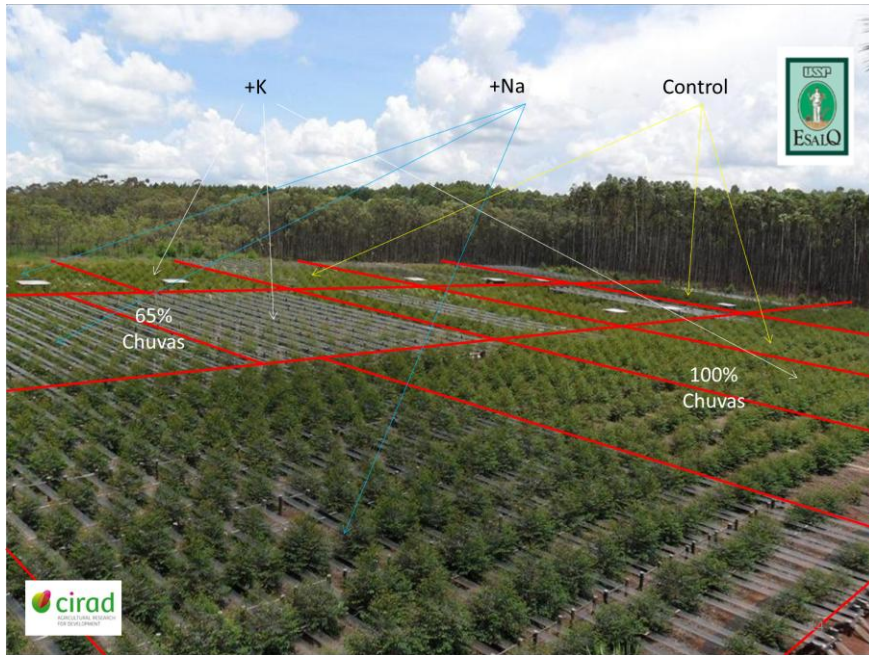 +K
+Na
Control
USP
ESALQ
65%
Chuvas
100%
Chuvas
cirad
AGRICULTURAL RESEARCH
FOR DEVELOPMENT